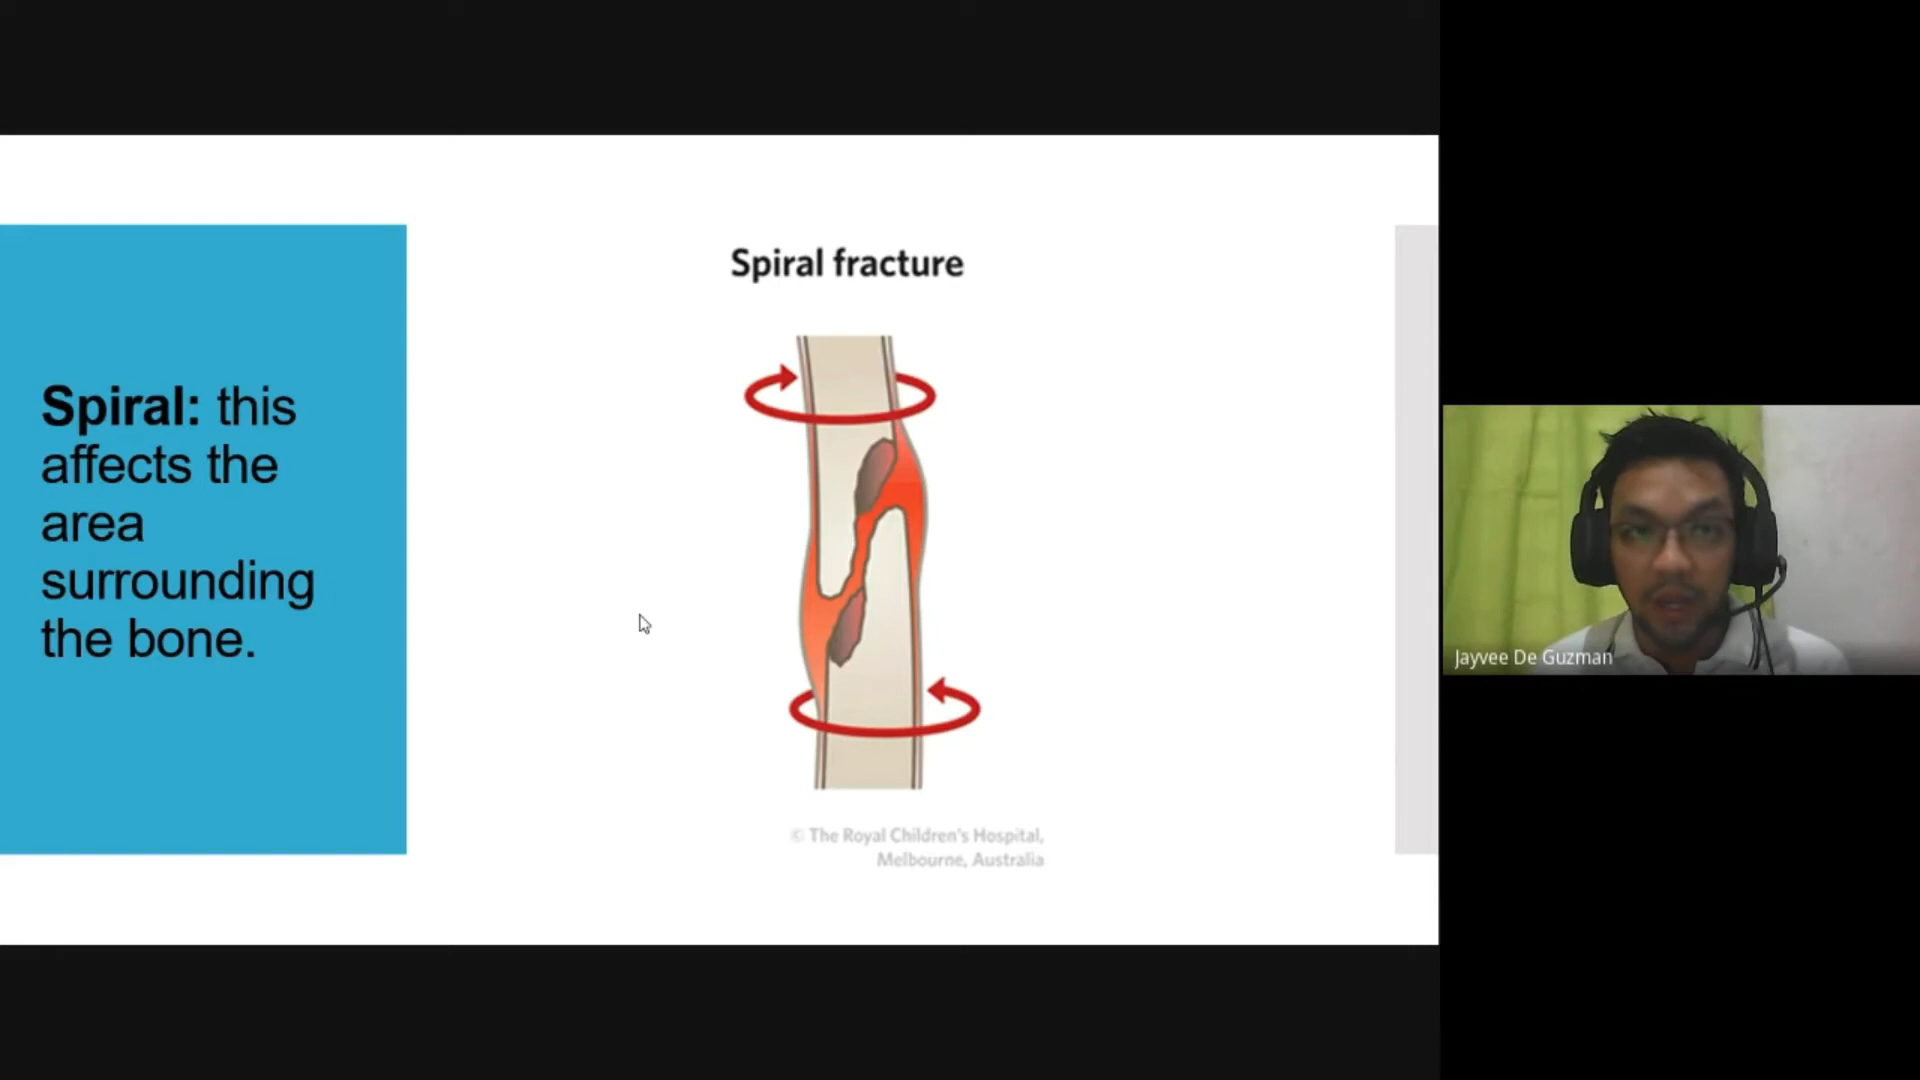 Spiral fracture
Spiral: this
affects the
area
surrounding
the bone.
© The Royal Children's Hospital,
Melbourne, Australia
Jayvee De Guzman